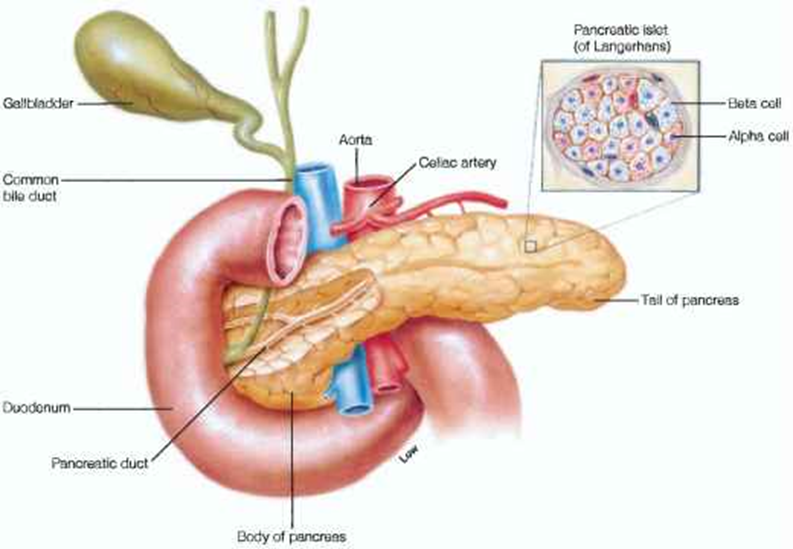 Pancreatic islet
(of Langerhans)
Gallbladder
Beta cell
Alpha cell
Aorta
Celiac artery
Common
bile duct
Tail of pancreas
Duodenum
Pancreatic duct
Low
Body of pancreas